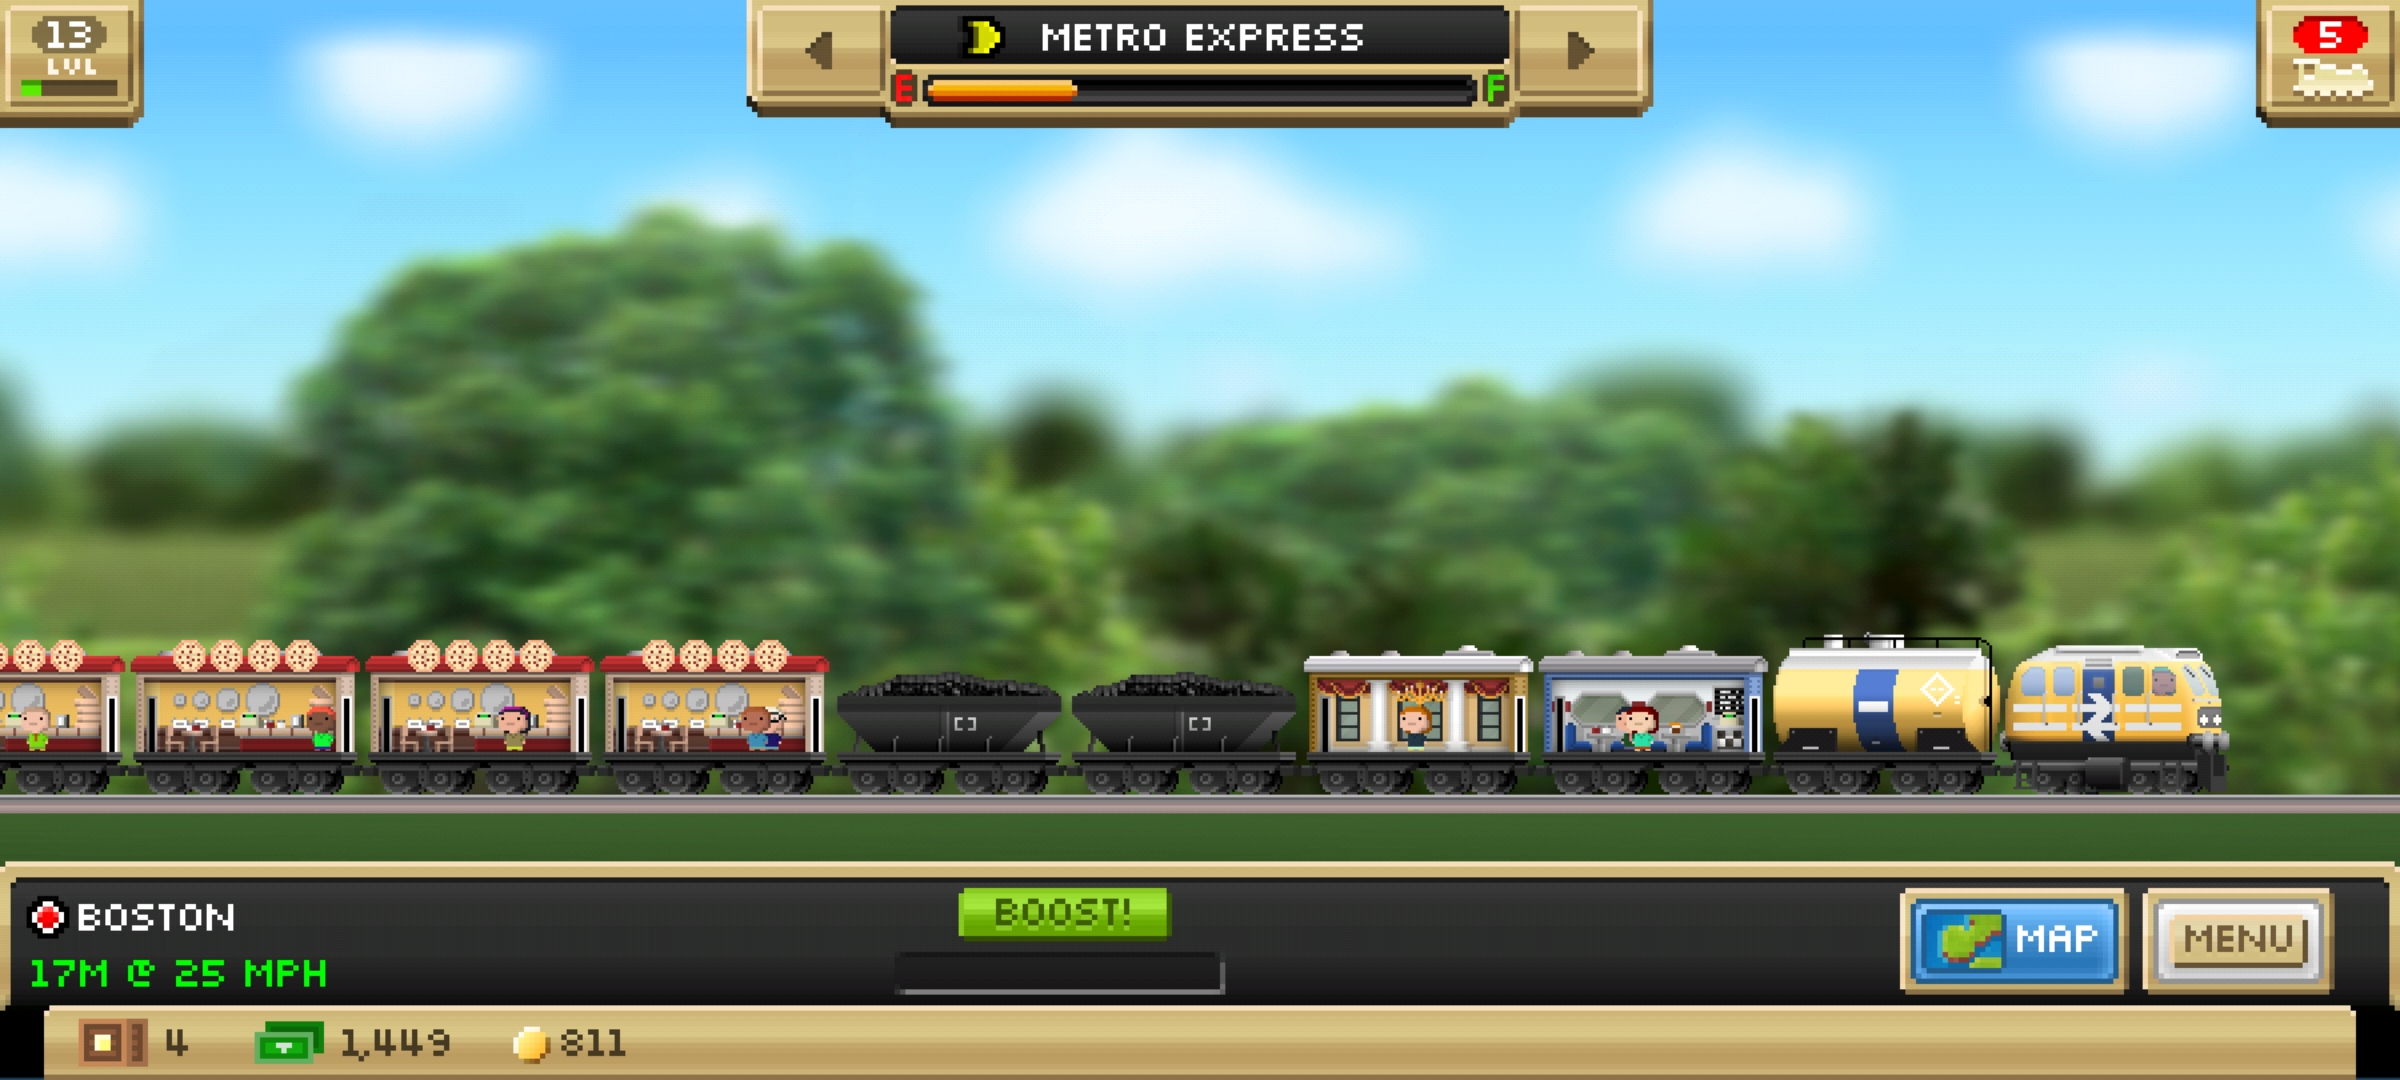 13
LVL
METRO EXPRESS
E F
5
BOSTON
17M @ 25 MPH
BOOST!
MAP
MENU
4
1,449
811